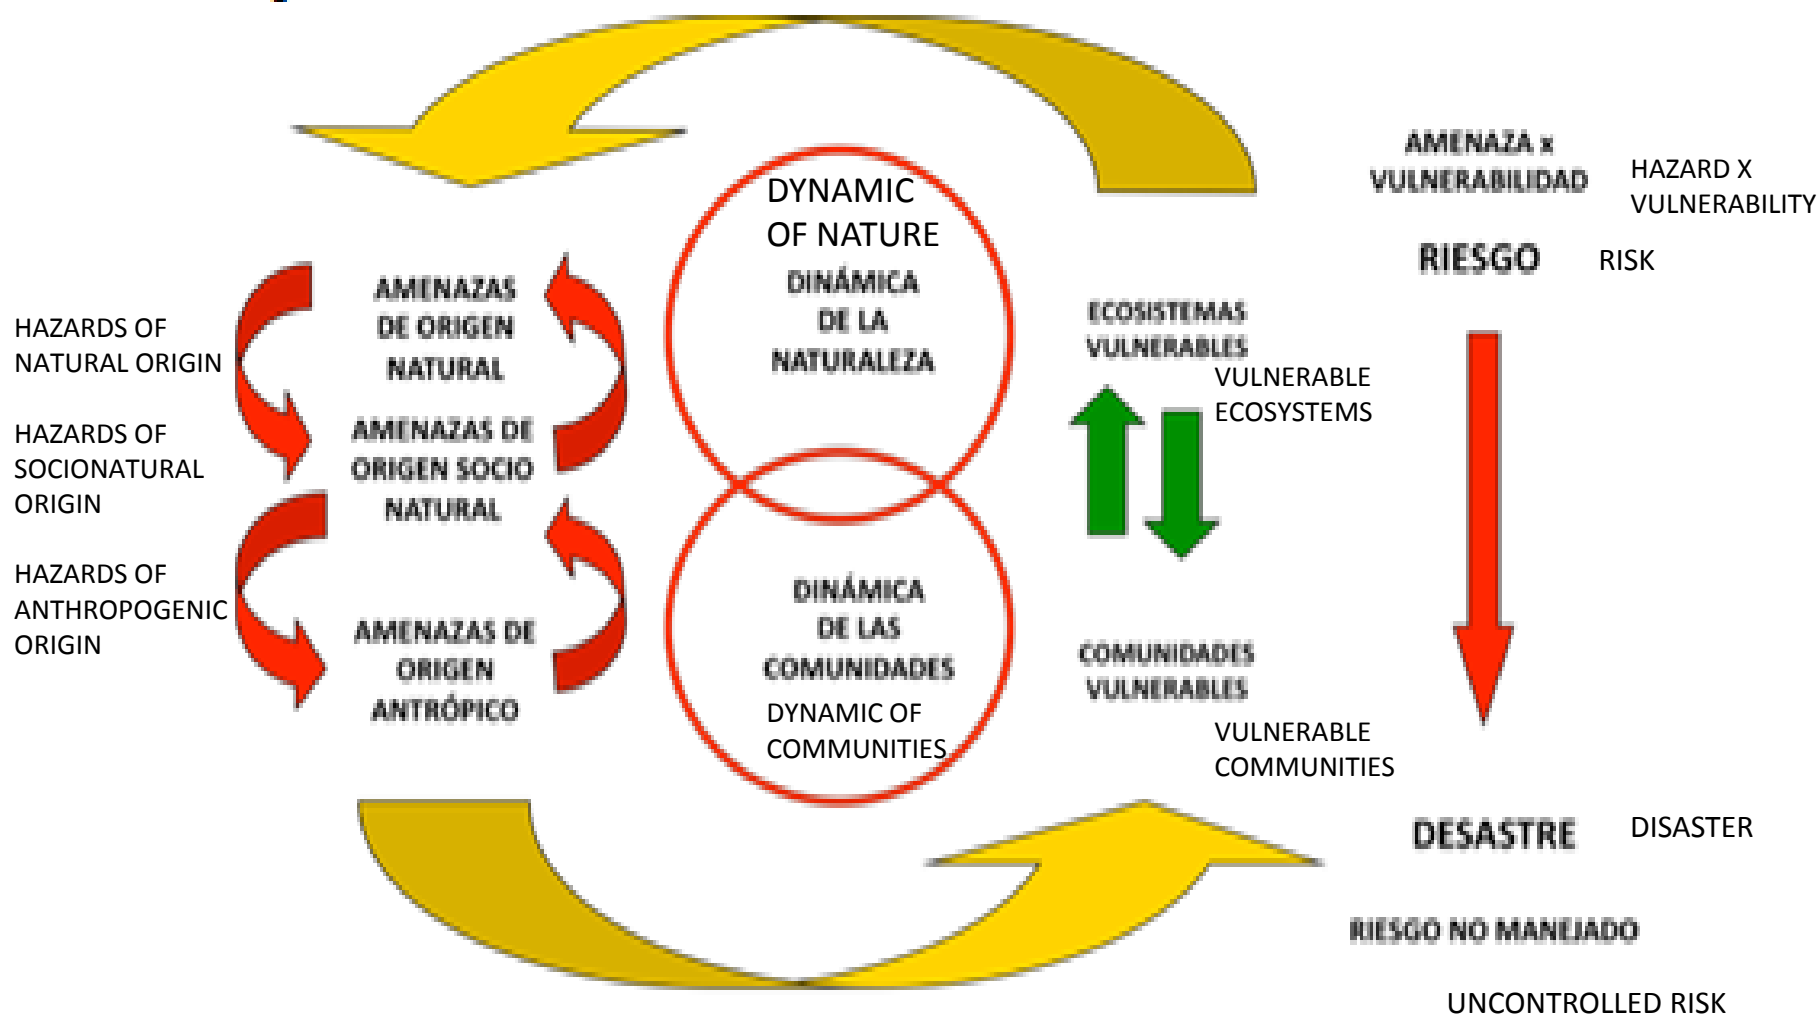 HAZARDS OF
NATURAL ORIGIN
HAZARDS OF
SOCIONATURAL
ORIGIN
HAZARDS OF
ANTHROPOGENIC
ORIGIN
AMENAZAS
DE ORIGEN
NATURAL
AMENAZAS DE
ORIGEN SOCIO
NATURAL
AMENAZAS DE
ORIGEN
ANTRÓPICO
DYNAMIC
OF NATURE
DINÁMICA
DE LA
NATURALEZA
DINÁMICA
DE LAS
COMUNIDADES
DYNAMIC OF
COMMUNITIES
ECOSISTEMAS
VULNERABLES
VULNERABLE
ECOSYSTEMS
COMUNIDADES
VULNERABLES
VULNERABLE
COMMUNITIES
AMENAZA x
VULNERABILIDAD
HAZARD X
VULNERABILITY
RIESGO
RISK
DESASTRE
DISASTER
RIESGO NO MANEJADO
UNCONTROLLED RISK